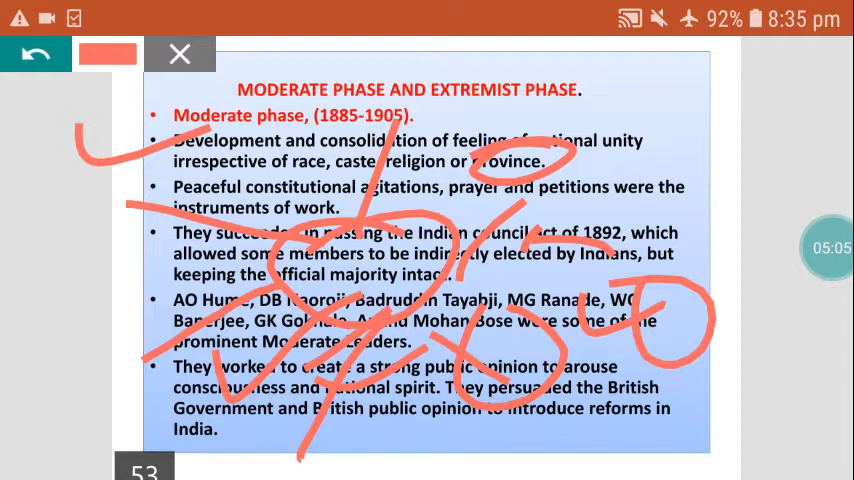 92% 8:35 pm
MODERATE PHASE AND EXTREMIST PHASE.
• Moderate phase, (1885-1905).
• Development and consolidation of feeling of national unity
irrespective of race, caste, religion or province.
• Peaceful constitutional agitations, prayer and petitions were the
instruments of work.
• They succeeded in passing the Indian council act of 1892, which
allowed some members to be indirectly elected by Indians, but
keeping the official majority intact.
• AO Hume, DB Naoroji, Badruddin Tayabji, MG Ranade, WC
Banerjee, GK Gokhale, Anand Mohan Bose were some of the
prominent Moderate Leaders.
• They worked to create a strong public opinion to arouse
consciousness and national spirit. They persuaded the British
Government and British public opinion to introduce reforms in
India.
05:05
53